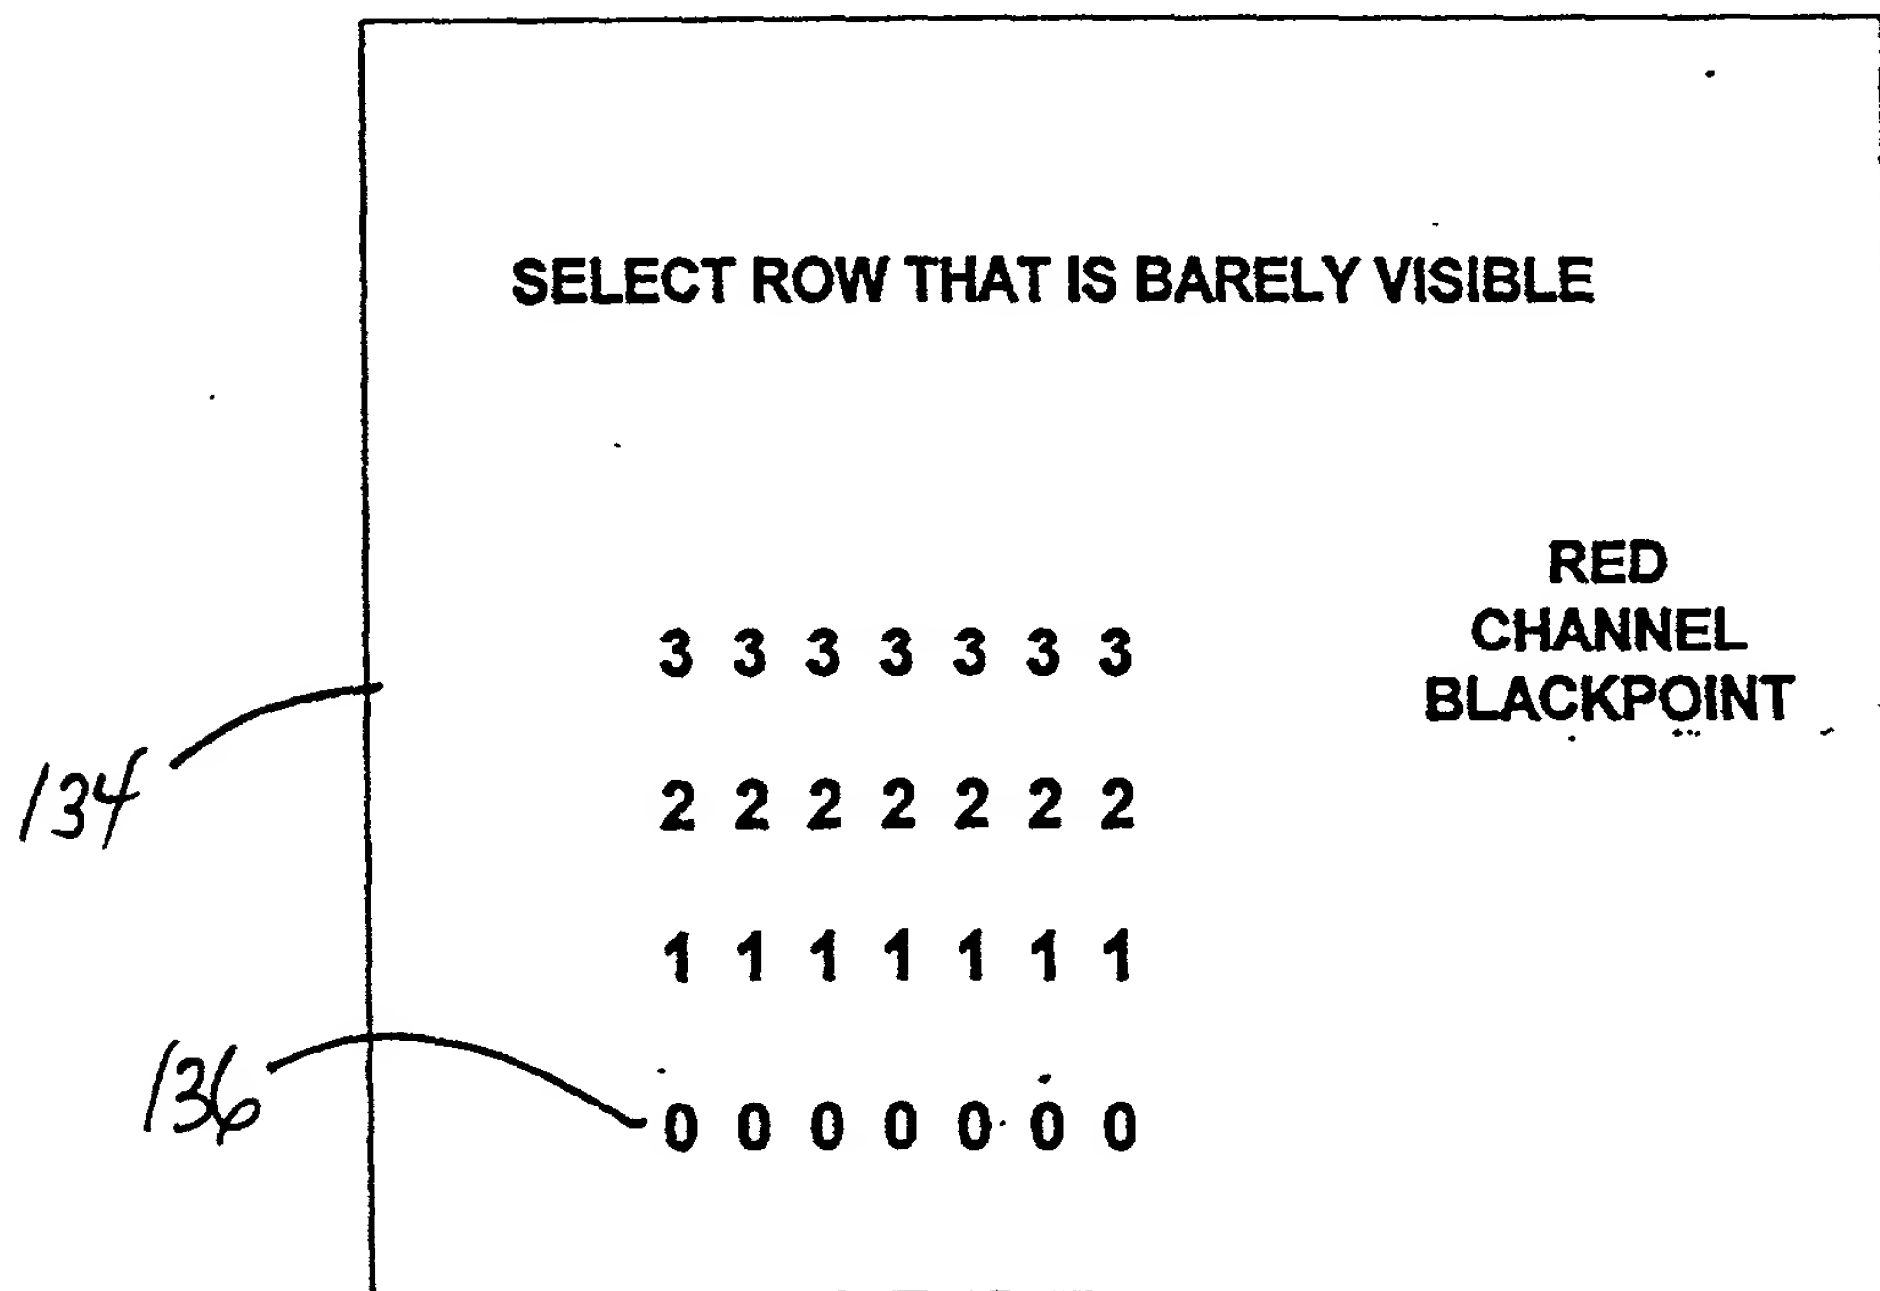 SELECT ROW THAT IS BARELY VISIBLE
RED
CHANNEL
BLACKPOINT
3 3 3 3 3 3 3
134
2 2 2 2 2 2 2
1 1 1 1 1 1 1
136
0 0 0 0 0 0 0